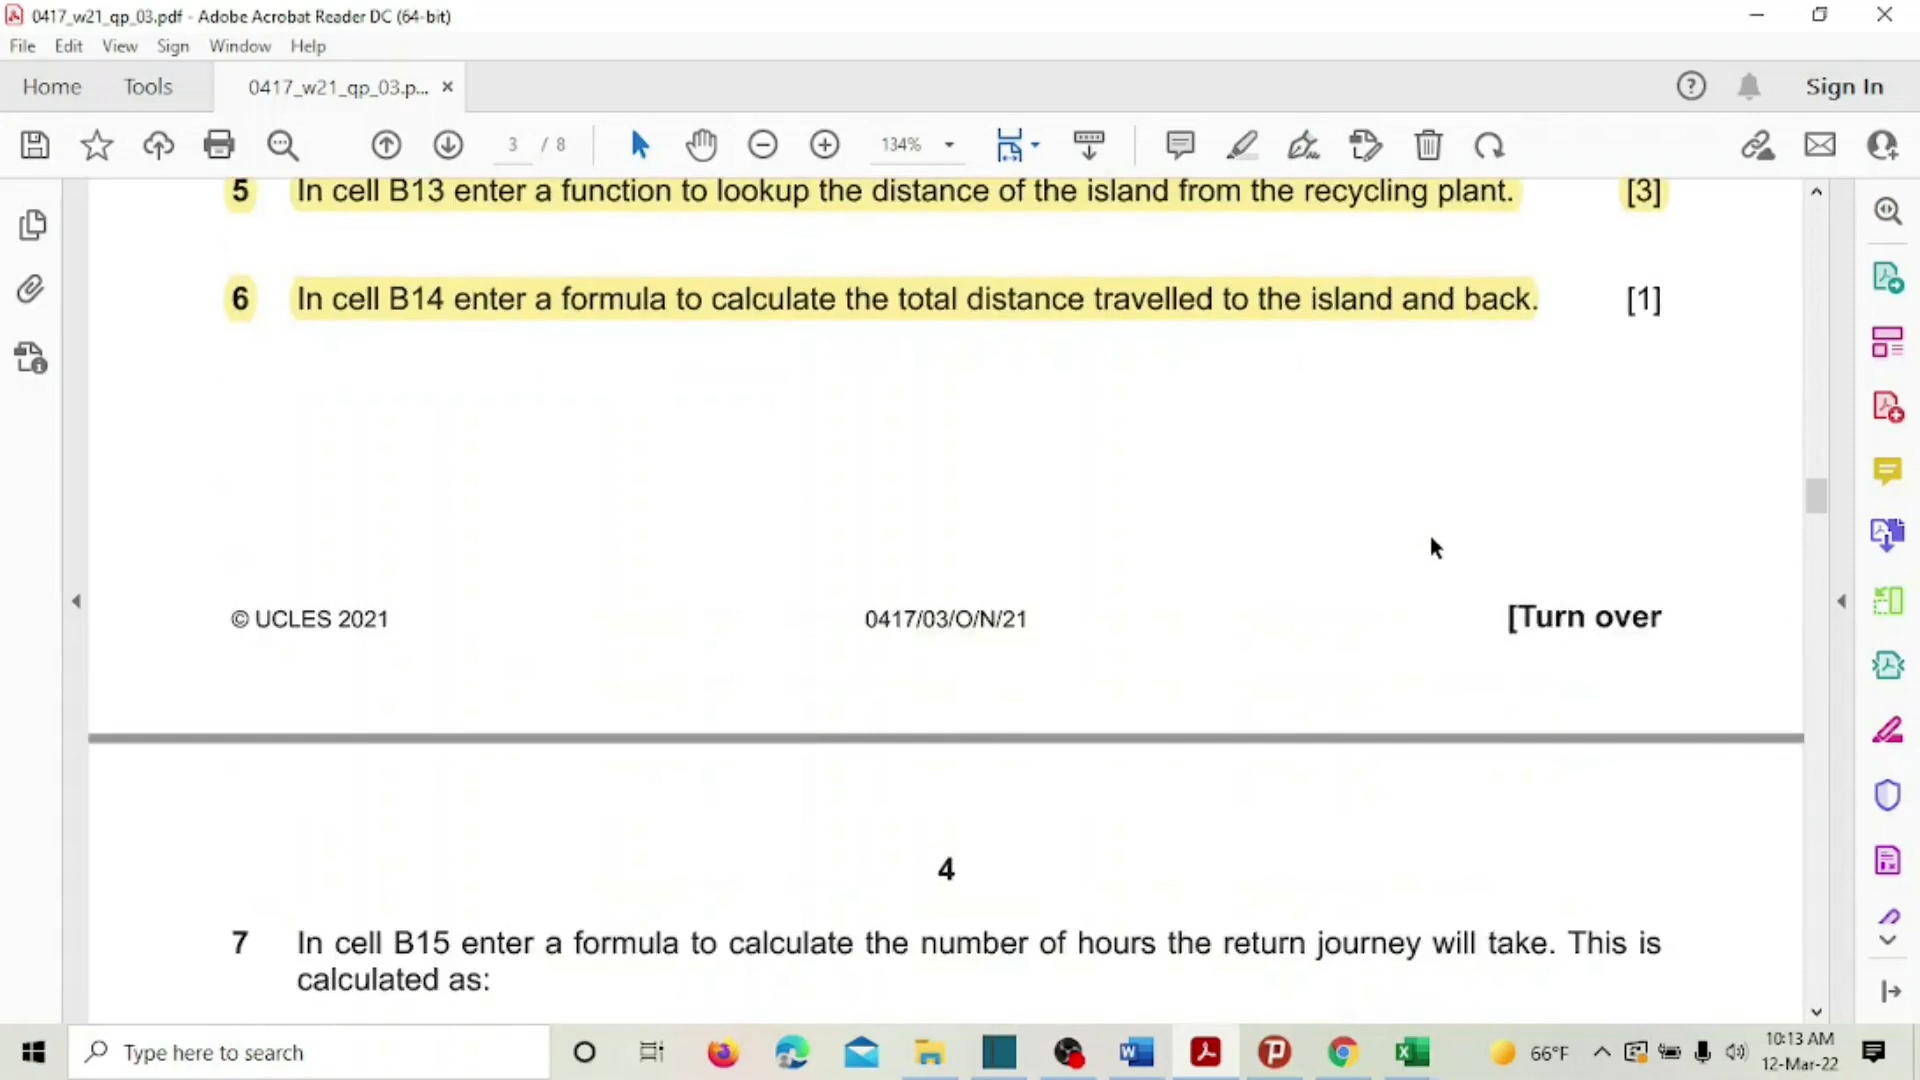 0417_w21_qp_03.pdf - Adobe Acrobat Reader DC (64-bit)
File Edit View Sign Window Help
Home Tools 0417_w21_qp_03.p... × Sign In
3 / 8 134%
5 In cell B13 enter a function to lookup the distance of the island from the recycling plant. [3]
6 In cell B14 enter a formula to calculate the total distance travelled to the island and back. [1]
© UCLES 2021 0417/03/O/N/21 [Turn over
4
7 In cell B15 enter a formula to calculate the number of hours the return journey will take. This is
calculated as:
Type here to search 66°F 10:13 AM
12-Mar-22